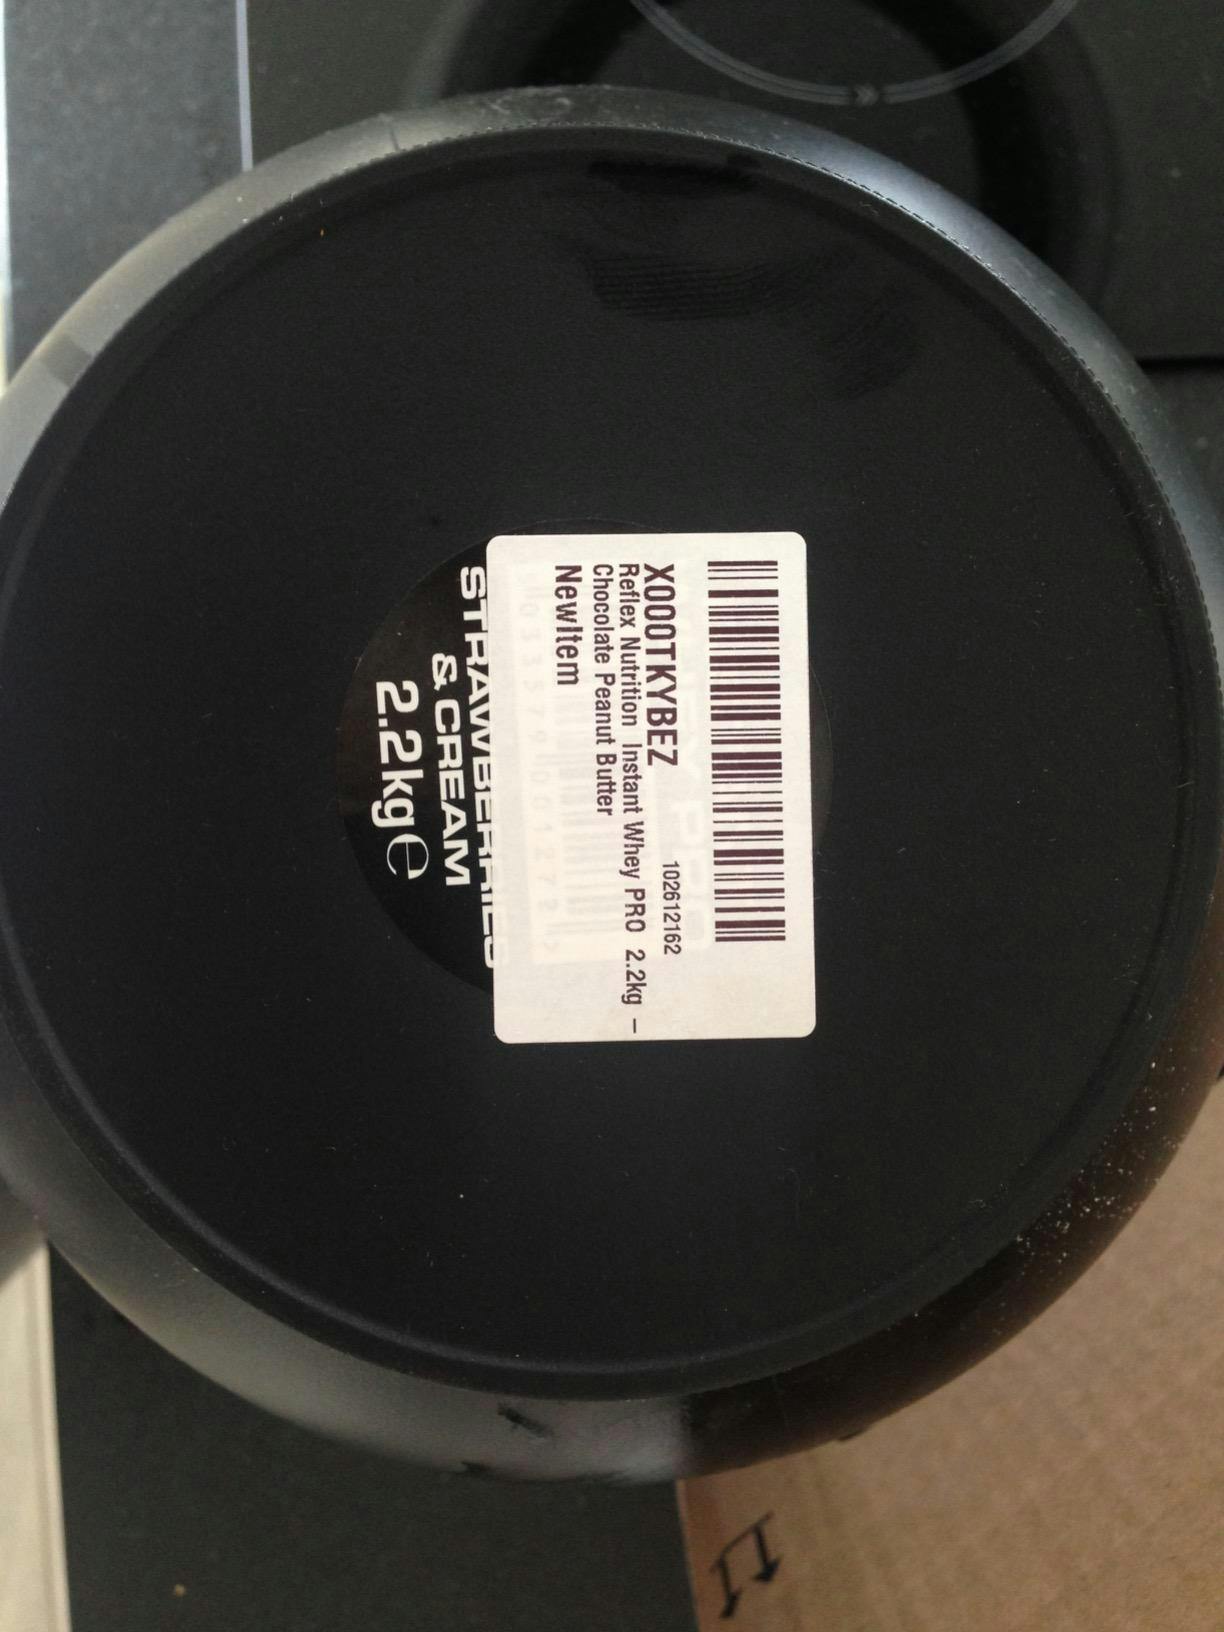 102612162
X000TKYBEZ
Reflex Nutrition Instant Whey PRO 2.2kg -
Chocolate Peanut Butter
NewItem
STRAWBERRIES
& CREAM
2.2kg℮